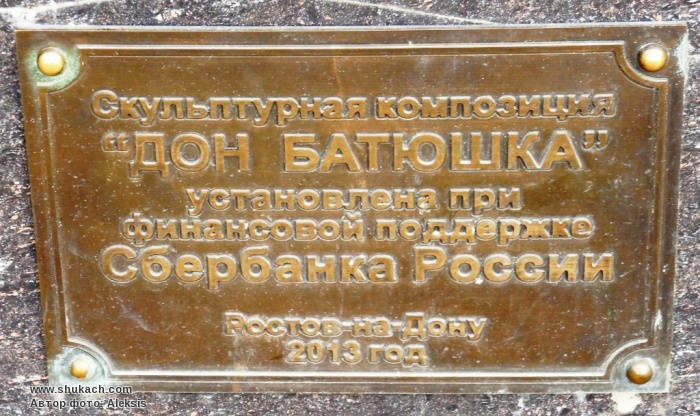 Скульптурная композиция
"ДОН БАТЮШКА"
установлена при
финансовой поддержке
Сбербанка России
Ростов-на-Дону
2013 год
www.shukach.com
Автор фото: Aleksis